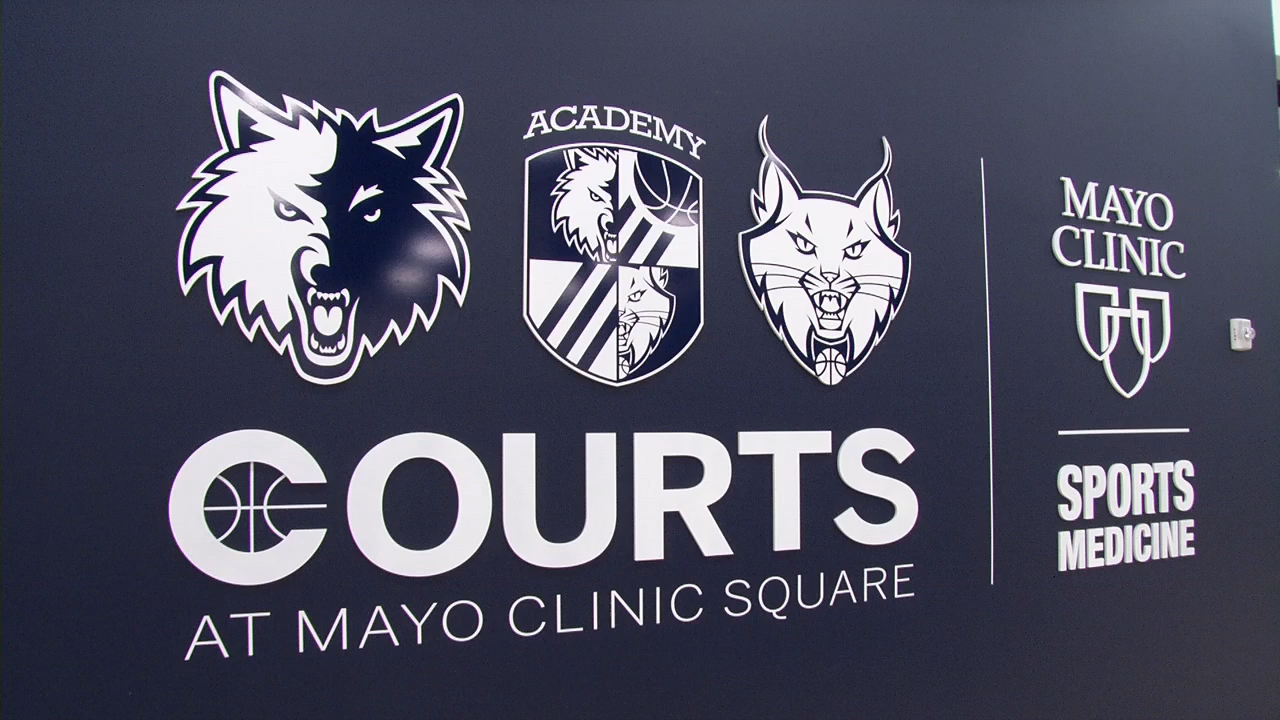 ACADEMY
COURTS
AT MAYO CLINIC SQUARE
MAYO
CLINIC
SPORTS
MEDICINE